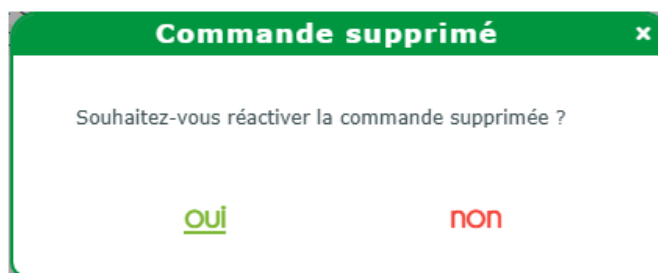 Commande supprimé ×
Souhaitez-vous réactiver la commande supprimée ?
oui non